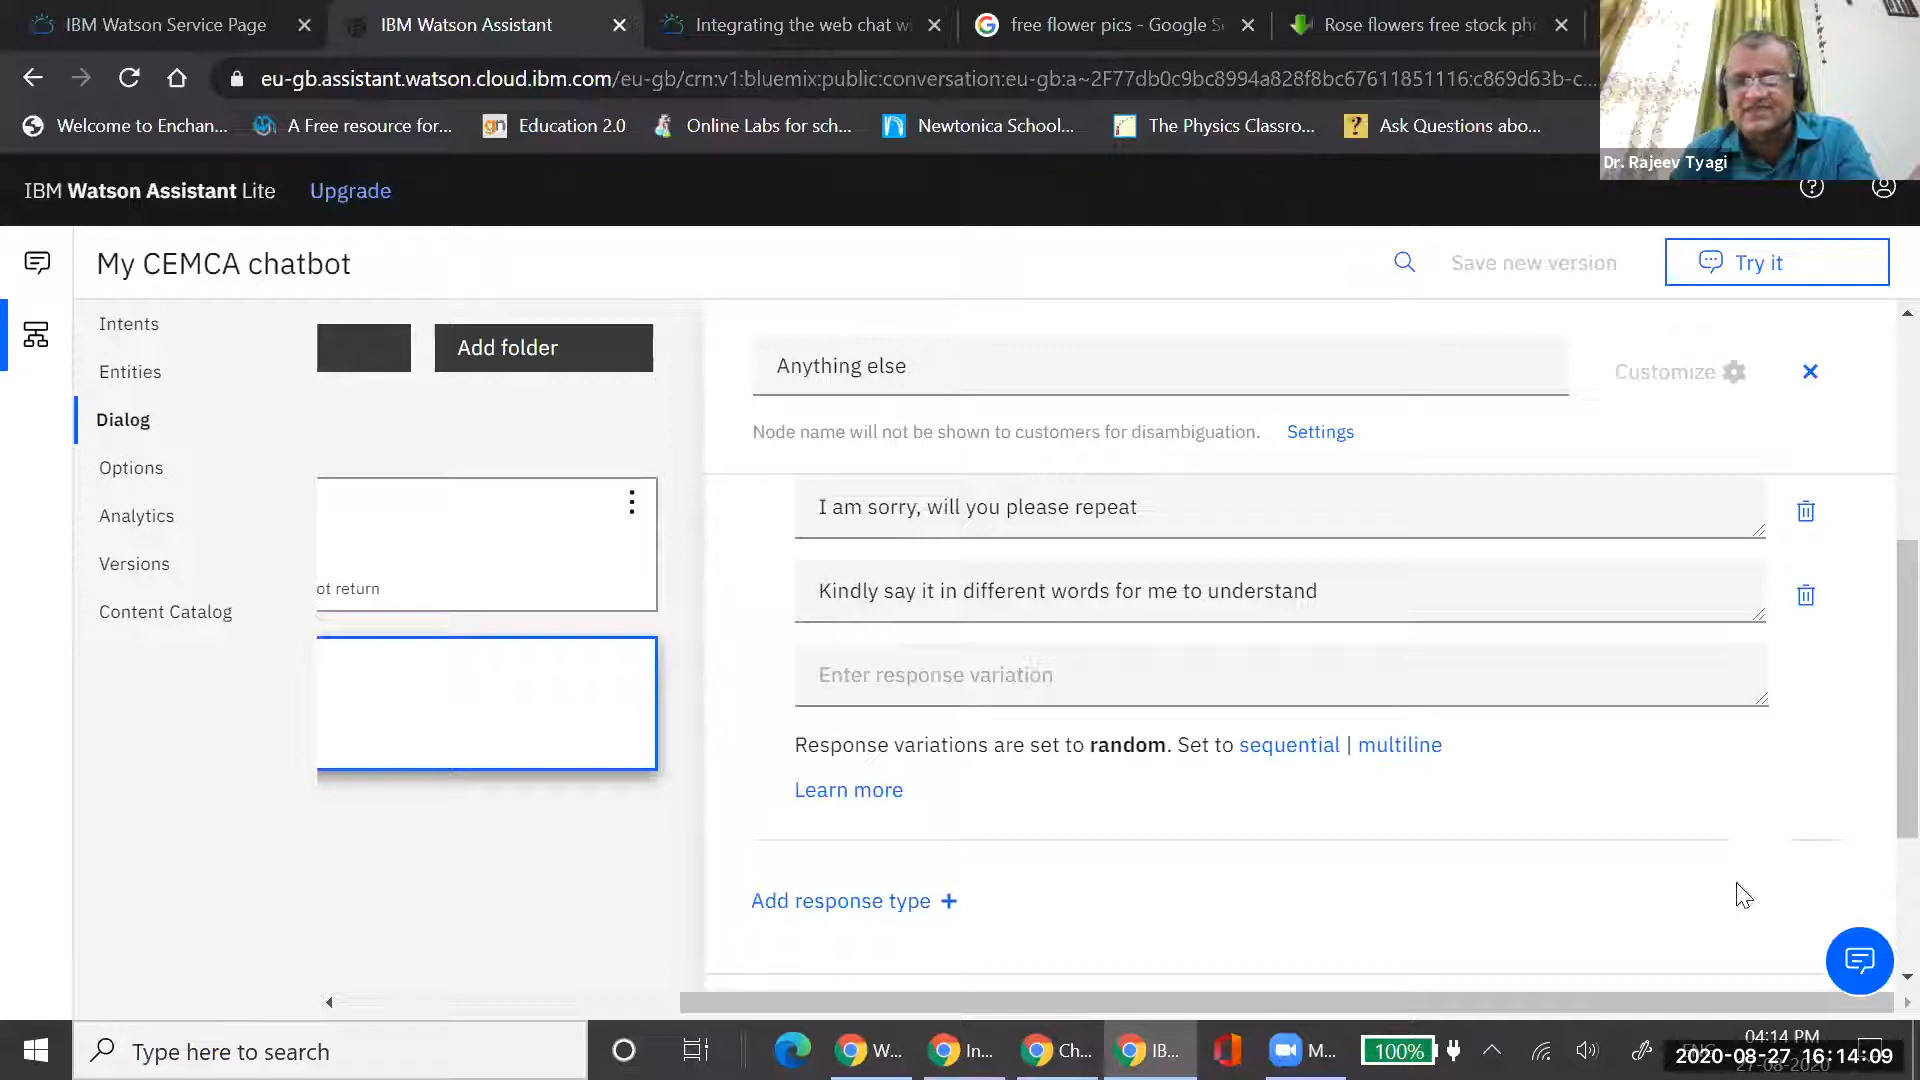 IBM Watson Service Page
IBM Watson Assistant
Integrating the web chat wi
free flower pics - Google S
Rose flowers free stock pho
eu-gb.assistant.watson.cloud.ibm.com/eu-gb/crn:v1:bluemix:public:conversation:eu-gb:a~2F77db0c9bc8994a828f8bc67611851116:c869d63b-c...
Welcome to Enchan...
A Free resource for...
gn Education 2.0
Online Labs for sch...
Newtonica School...
The Physics Classro...
Ask Questions abo...
Dr. Rajeev Tyagi
IBM Watson Assistant Lite
Upgrade
My CEMCA chatbot
Save new version
Try it
Intents
Entities
Dialog
Options
Analytics
Versions
Content Catalog
Add folder
ot return
Anything else
Customize
Node name will not be shown to customers for disambiguation. Settings
I am sorry, will you please repeat
Kindly say it in different words for me to understand
Enter response variation
Response variations are set to random. Set to sequential | multiline
Learn more
Add response type +
Type here to search
W...
In...
Ch...
IB...
M...
100%
04:14 PM
2020-08-27 16:14:09
27-08-2020